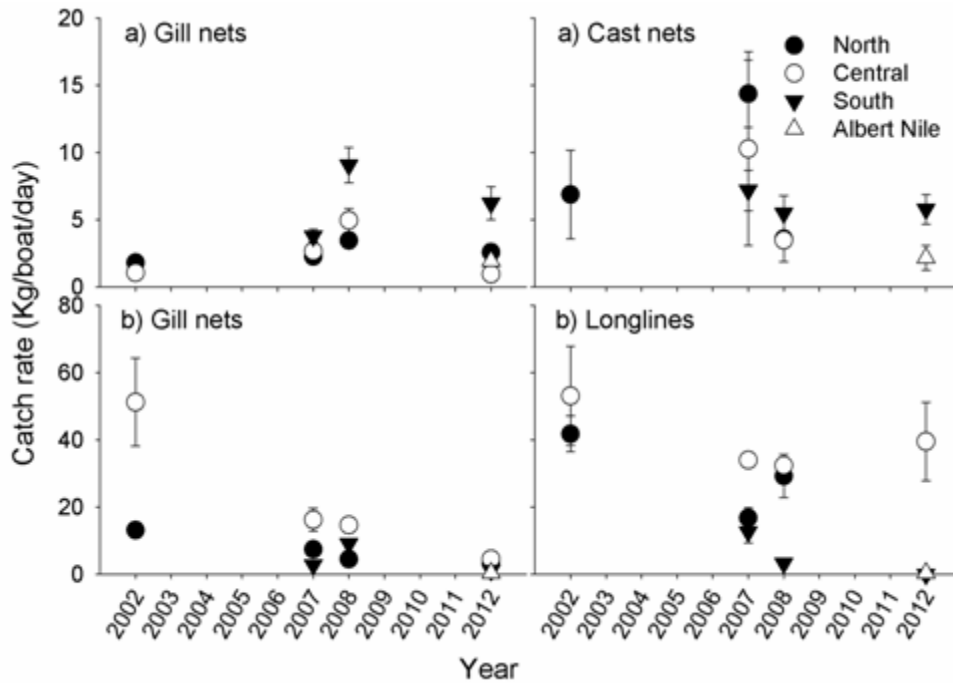 a) Gill nets
a) Cast nets
North
Central
South
Albert Nile
20
15
10
5
0
b) Gill nets
b) Longlines
80
60
40
20
0
Catch rate (Kg/boat/day)
2002 2003 2004 2005 2006 2007 2008 2009 2010 2011 2012
2002 2003 2004 2005 2006 2007 2008 2009 2010 2011 2012
Year